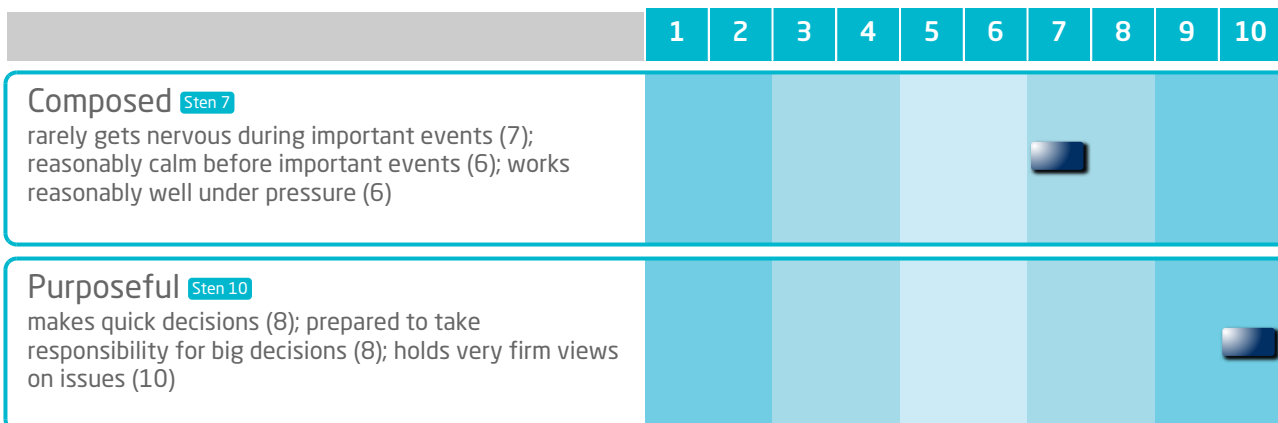 1 2 3 4 5 6 7 8 9 10
Composed Sten 7
rarely gets nervous during important events (7);
reasonably calm before important events (6); works
reasonably well under pressure (6)
Purposeful Sten 10
makes quick decisions (8); prepared to take
responsibility for big decisions (8); holds very firm views
on issues (10)